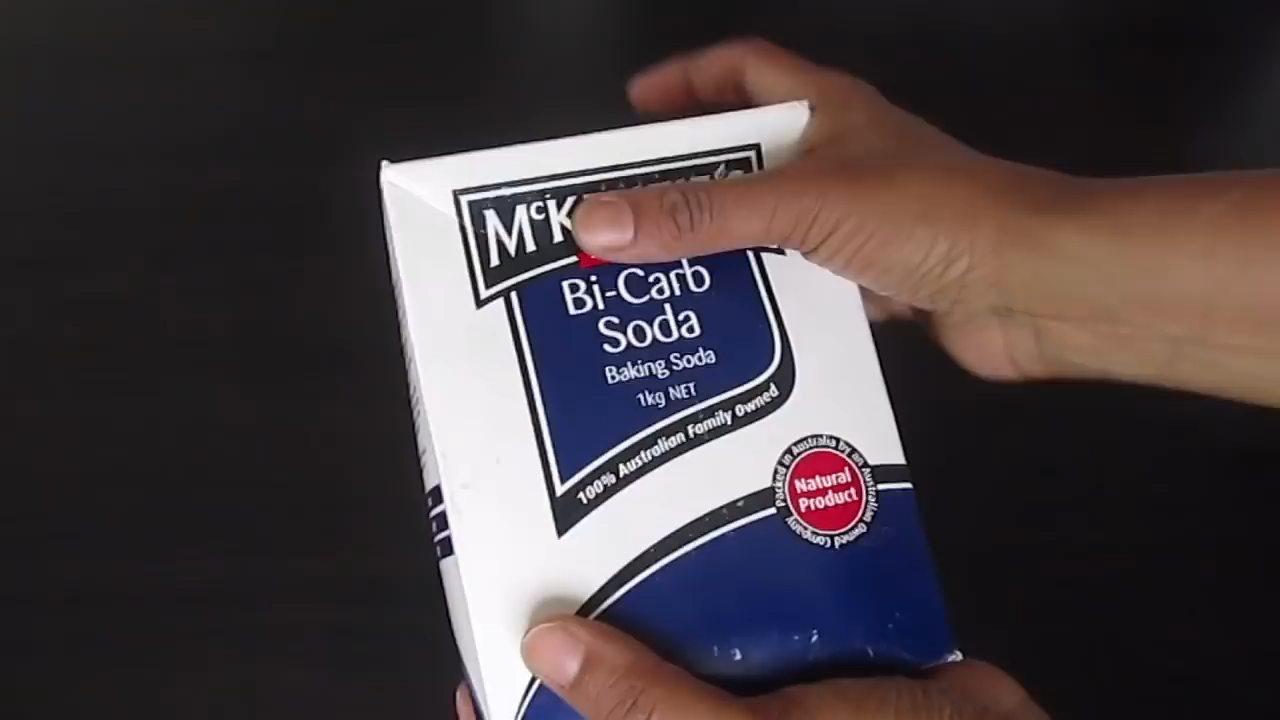 Bi-Carb
Soda
Baking Soda
1kg NET
100% Australian Family Owned
Packed in Australia by an Australian Owned Company
Natural
Product